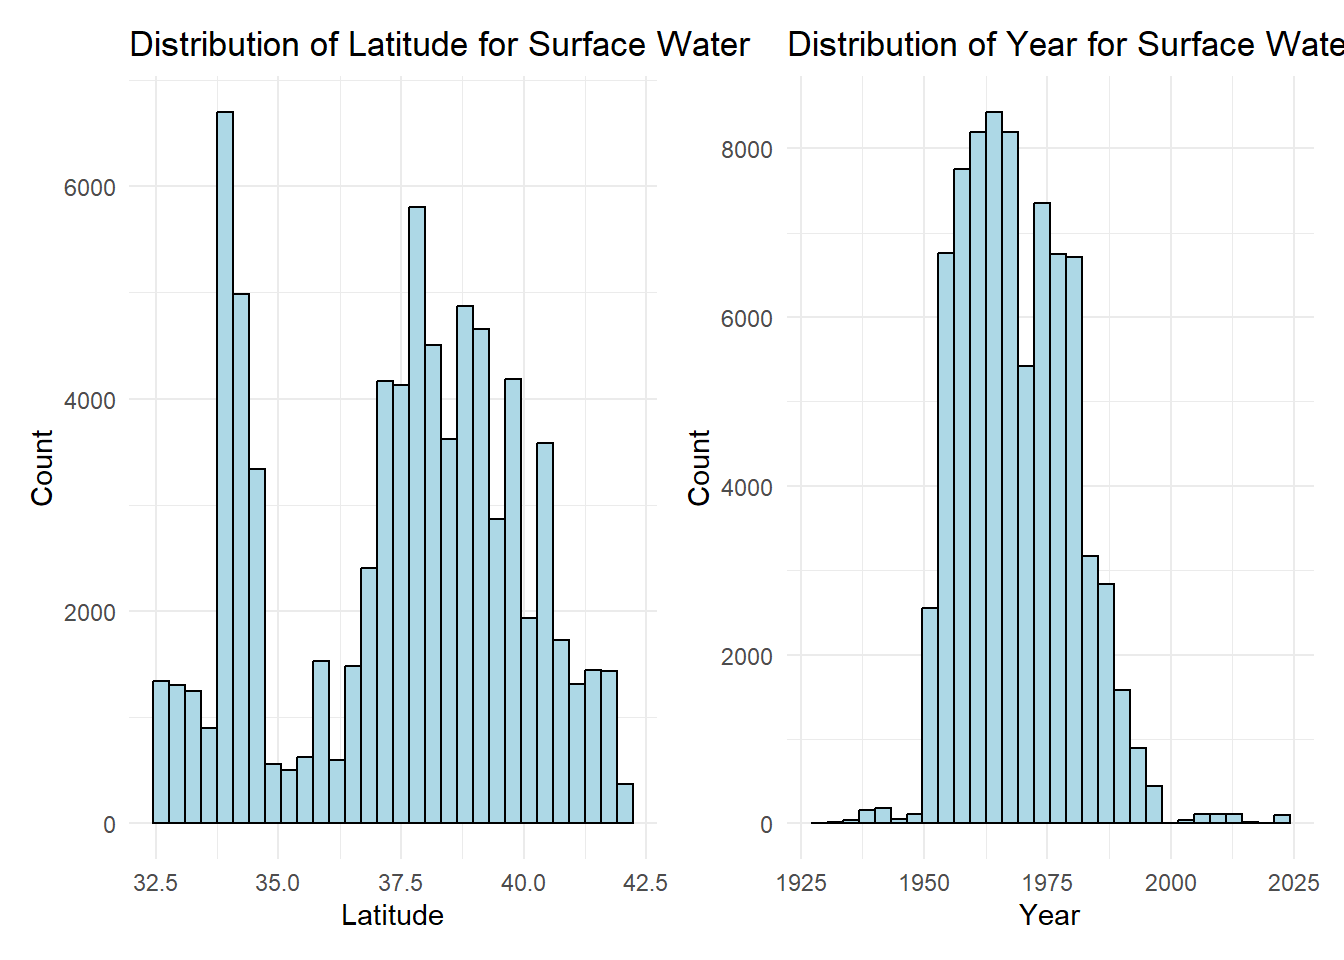 Distribution of Latitude for Surface Water
6000
4000
2000
0
Count
32.5 35.0 37.5 40.0 42.5
Latitude
Distribution of Year for Surface Wate
8000
6000
4000
2000
0
Count
1925 1950 1975 2000 2025
Year